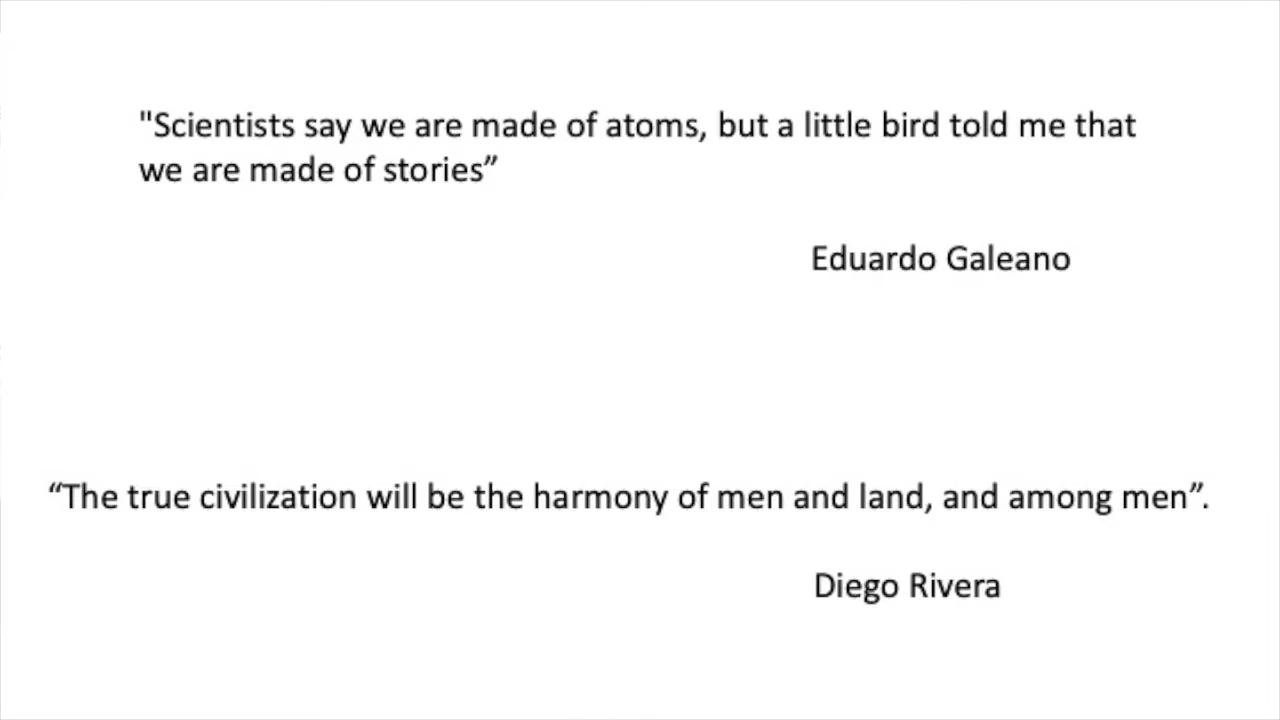 "Scientists say we are made of atoms, but a little bird told me that
we are made of stories”
Eduardo Galeano
“The true civilization will be the harmony of men and land, and among men”.
Diego Rivera